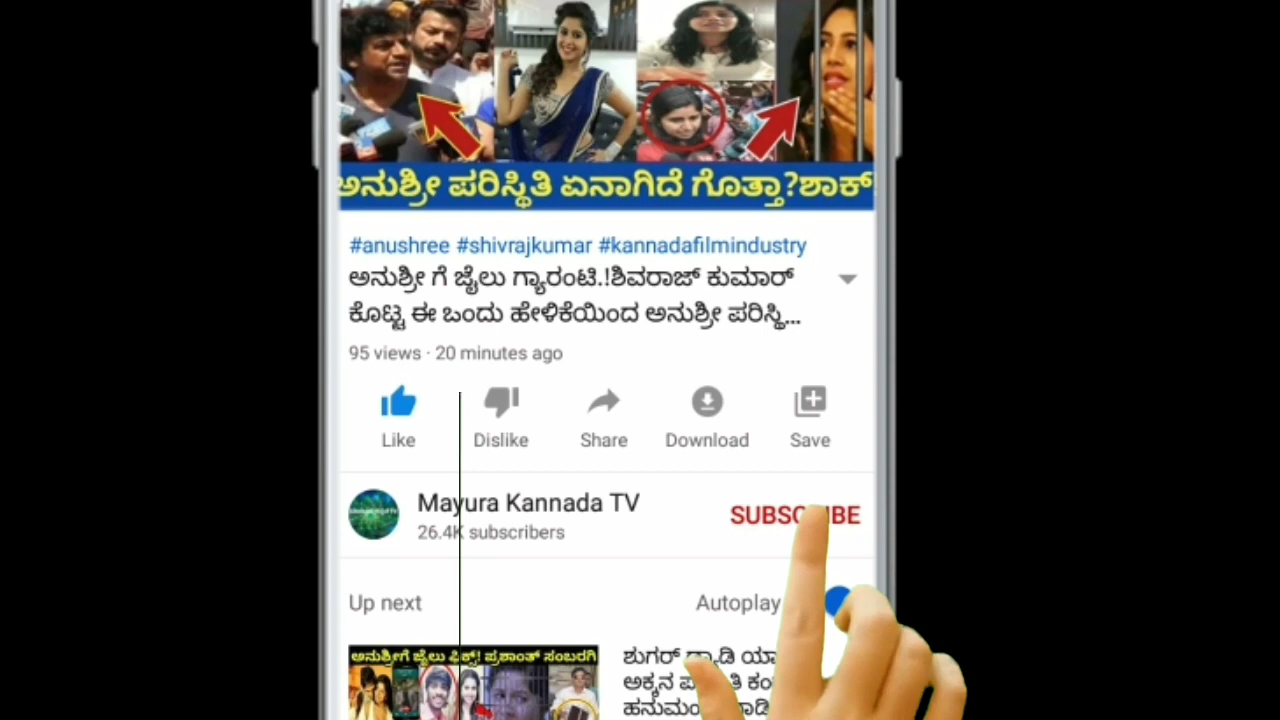 ಅನುಶ್ರೀ ಪರಿಸ್ಥಿತಿ ಏನಾಗಿದೆ ಗೊತ್ತಾ?ಶಾಕ್
#anushree #shivrajkumar #kannadafilmindustry
ಅನುಶ್ರೀ ಗೆ ಜೈಲು ಗ್ಯಾರಂಟಿ.!ಶಿವರಾಜ್ ಕುಮಾರ್
ಕೊಟ್ಟ ಈ ಒಂದು ಹೇಳಿಕೆಯಿಂದ ಅನುಶ್ರೀ ಪರಿಸ್ಥಿ...
95 views · 20 minutes ago
Like Dislike Share Download Save
Mayura Kannada TV
SUBSCRIBE
26.4K subscribers
Up next
Autoplay
ಅನುಶ್ರೀಗೆ ಜೈಲು ಫಿಕ್ಸ್! ಪ್ರಶಾಂತ್ ಸಂಬರಗಿ
ಶುಗರ್ ಡ್ಯಾಡಿ
ಅಕ್ಕನ